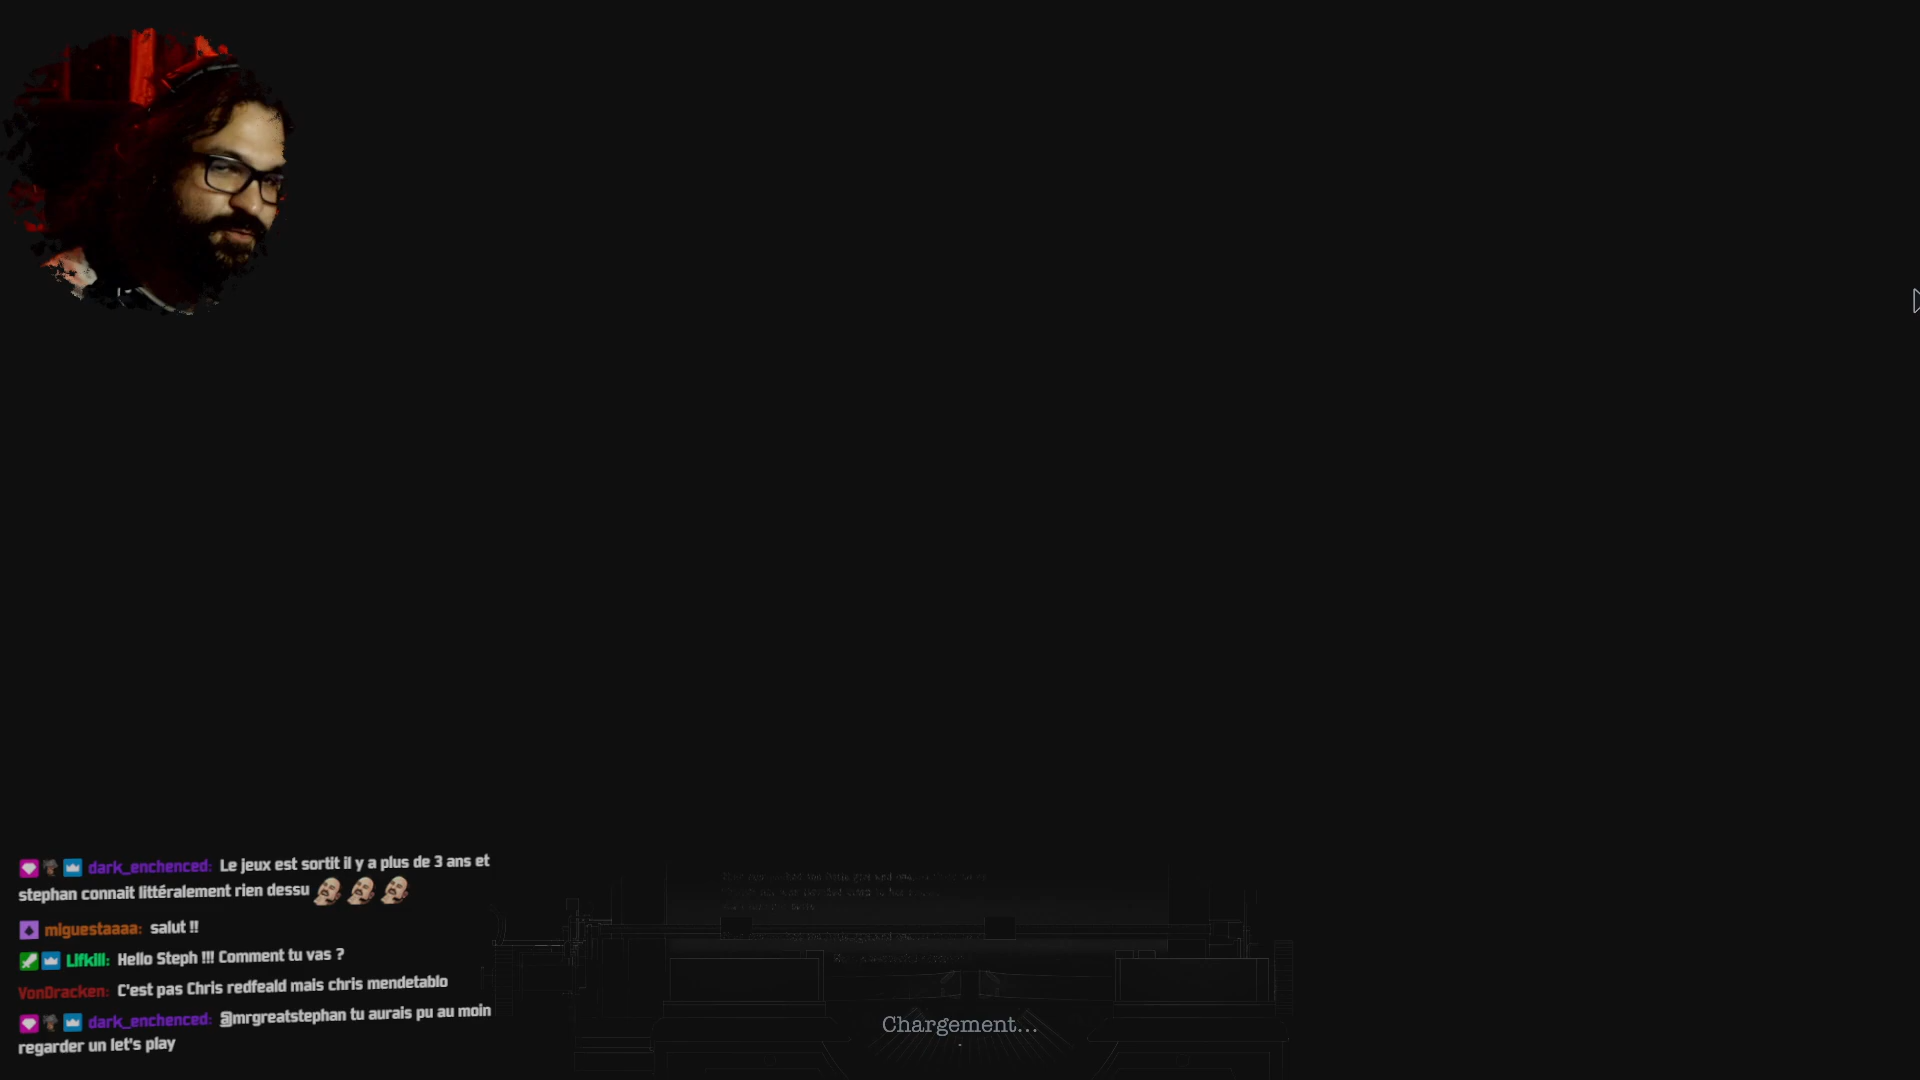 dark_enchenced: Le jeux est sortit il y a plus de 3 ans et
stephan connait littéralement rien dessu
mlguestaaaa: salut !!
Lifkill: Hello Steph !!! Comment tu vas ?
VonDracken: C'est pas Chris redfeald mais chris mendetablo
dark_enchenced: @mrgreatstephan tu aurais pu au moin
regarder un let's play
Chargement...